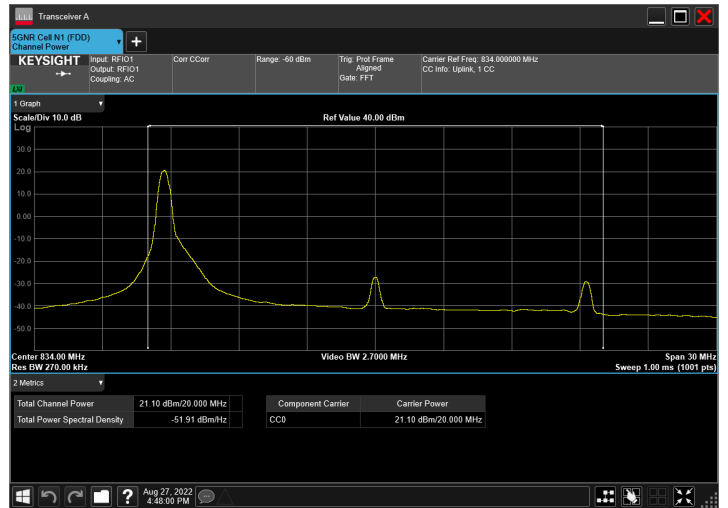 Transceiver A
5GNR Cell N1 (FDD)
Channel Power
KEYSIGHT
LXI
Input: RFIO1
Output: RFIO1
Coupling: AC
Corr CCorr
Range: -60 dBm
Trig: Prot Frame
Aligned
Gate: FFT
Carrier Ref Freq: 834.000000 MHz
CC Info: Uplink, 1 CC
1 Graph
Scale/Div 10.0 dB
Ref Value 40.00 dBm
Log
30.0
20.0
10.0
0.00
-10.0
-20.0
-30.0
-40.0
-50.0
Center 834.00 MHz
Video BW 2.7000 MHz
Span 30 MHz
Res BW 270.00 kHz
Sweep 1.00 ms (1001 pts)
2 Metrics
Total Channel Power 21.10 dBm/20.000 MHz
Total Power Spectral Density -51.91 dBm/Hz
Component Carrier Carrier Power
CC0 21.10 dBm/20.000 MHz
Aug 27, 2022
4:48:00 PM